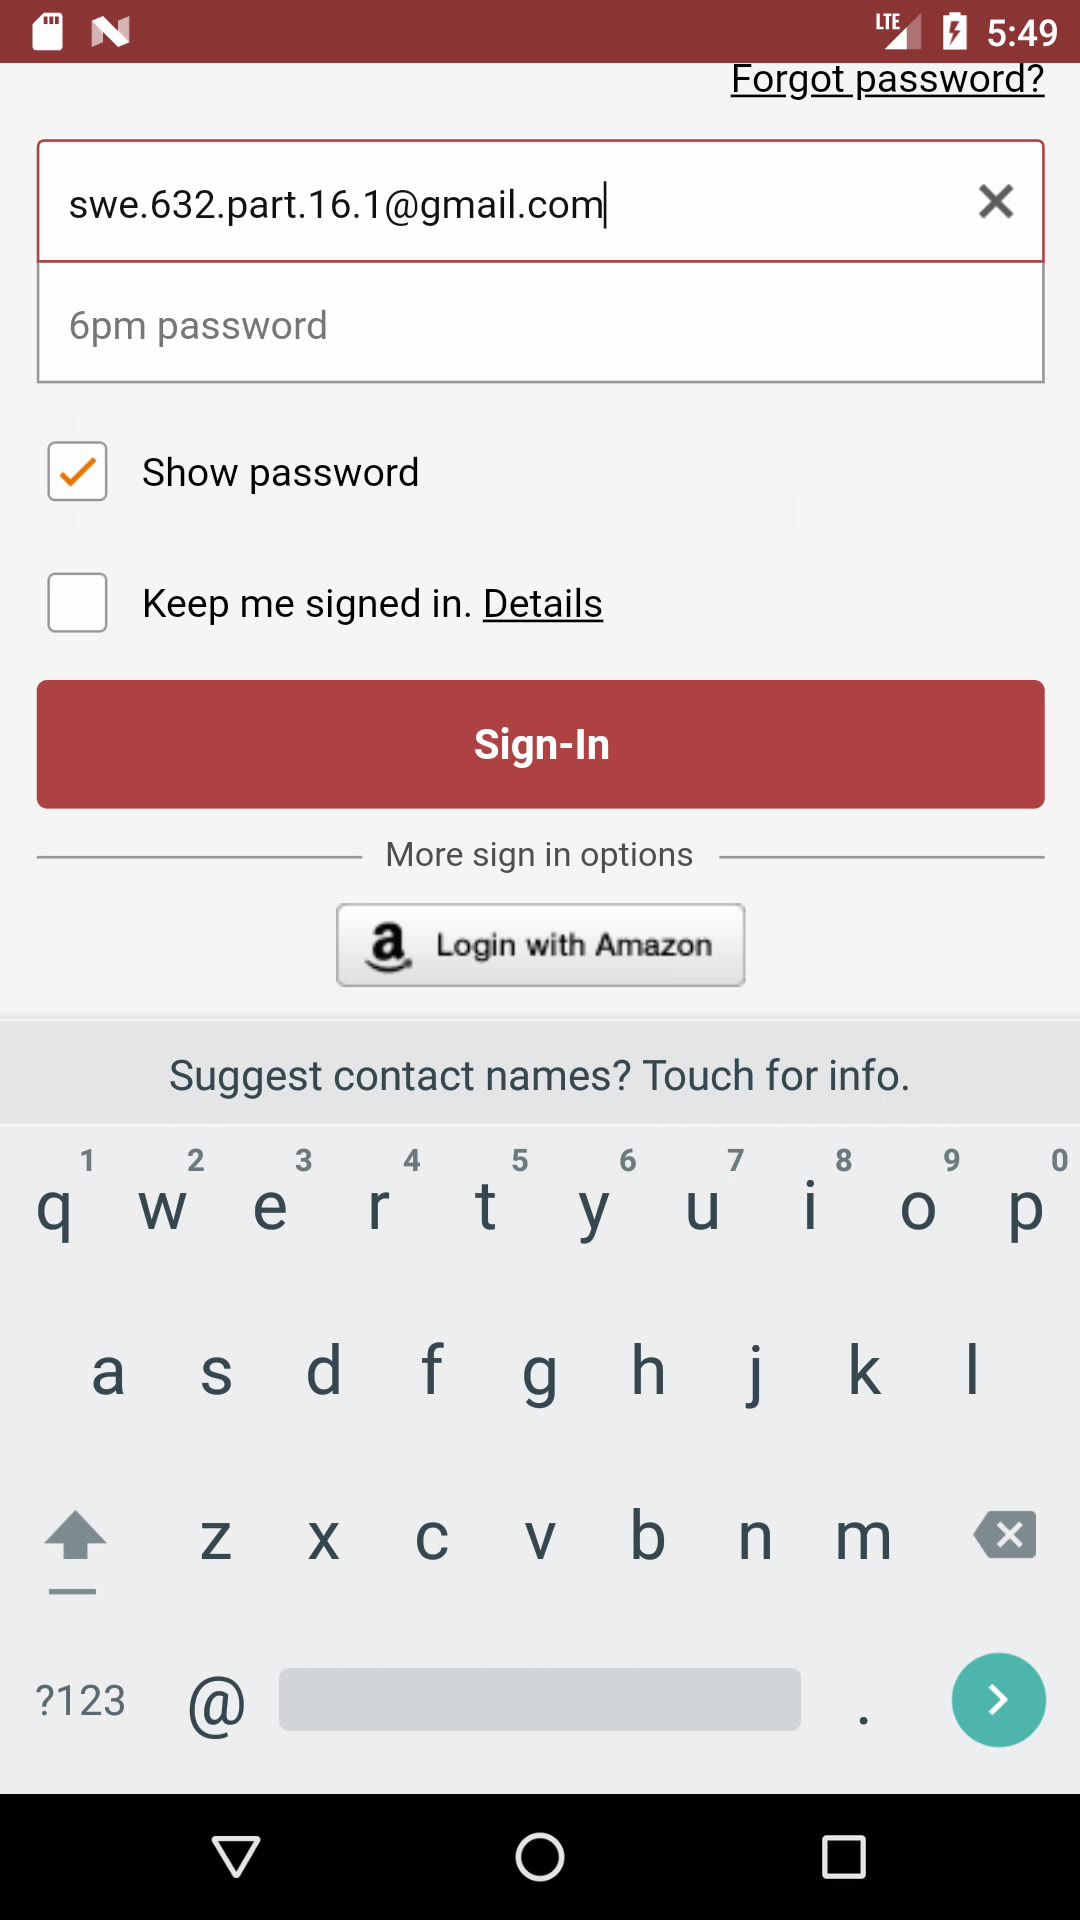 LTE 5:49
Forgot password?
swe.632.part.16.1@gmail.com
6pm password
Show password
Keep me signed in. Details
Sign-In
More sign in options
a Login with Amazon
Suggest contact names? Touch for info.
1 2 3 4 5 6 7 8 9 0
q w e r t y u i o p
a s d f g h j k l
z x c v b n m
?123 @ .